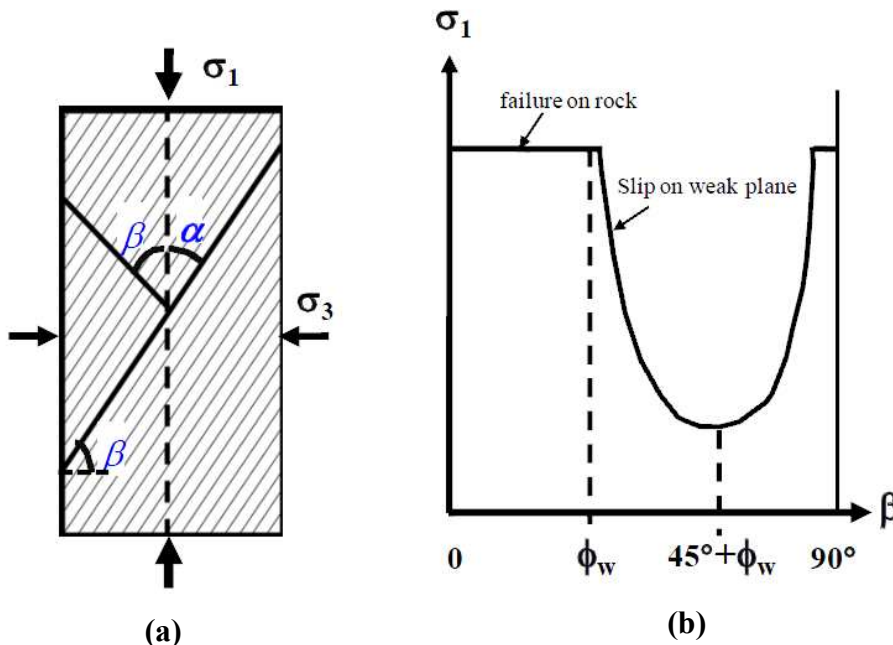 σ₁
σ₃
β
α
β
(a)
σ₁
failure on rock
Slip on weak plane
β
0
ϕw
45°+ϕw
90°
(b)